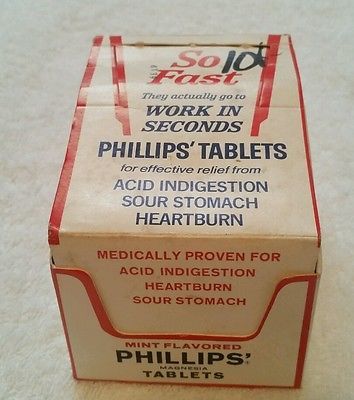 So 10¢
Fast
They actually go to
WORK IN
SECONDS
PHILLIPS' TABLETS
for effective relief from
ACID INDIGESTION
SOUR STOMACH
HEARTBURN
MEDICALLY PROVEN FOR
ACID INDIGESTION
HEARTBURN
SOUR STOMACH
MINT FLAVORED
PHILLIPS'®
MAGNESIA
TABLETS